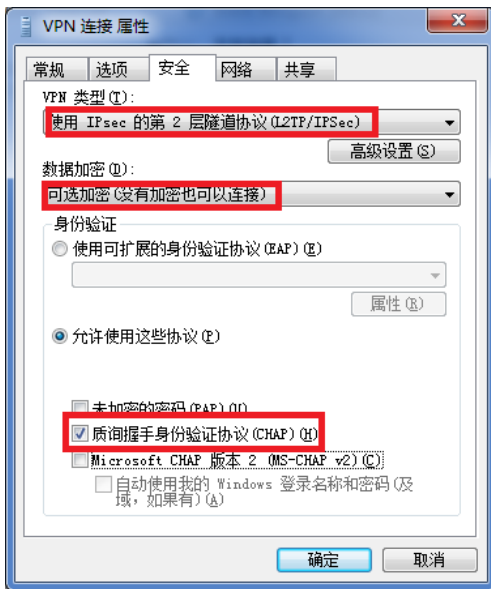 VPN 连接 属性
常规 选项 安全 网络 共享
VPN 类型(T):
使用 IPsec 的第 2 层隧道协议(L2TP/IPSec)
高级设置(S)
数据加密(D):
可选加密(没有加密也可以连接)
身份验证
使用可扩展的身份验证协议(EAP)(E)
属性(R)
允许使用这些协议(P)
未加密的密码(PAP)(U)
质询握手身份验证协议(CHAP)(H)
Microsoft CHAP 版本 2 (MS-CHAP v2)(C)
自动使用我的 Windows 登录名称和密码(及
域，如果有)(A)
确定 取消